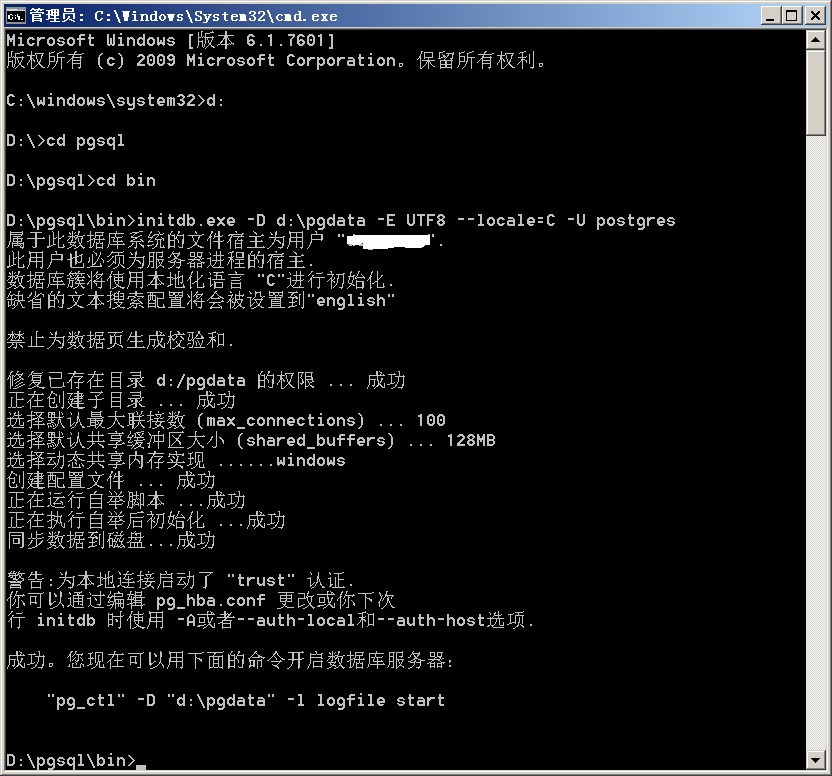 管理员: C:\Windows\System32\cmd.exe
Microsoft Windows [版本 6.1.7601]
版权所有 (c) 2009 Microsoft Corporation。保留所有权利。
C:\windows\system32>d:
D:\>cd pgsql
D:\pgsql>cd bin
D:\pgsql\bin>initdb.exe -D d:\pgdata -E UTF8 --locale=C -U postgres
属于此数据库系统的文件宿主为用户 "".
此用户也必须为服务器进程的宿主.
数据库簇将使用本地化语言 "C"进行初始化.
缺省的文本搜索配置将会被设置到"english"
禁止为数据页生成校验和.
修复已存在目录 d:/pgdata 的权限 ... 成功
正在创建子目录 ... 成功
选择默认最大联接数 (max_connections) ... 100
选择默认共享缓冲区大小 (shared_buffers) ... 128MB
选择动态共享内存实现 ......windows
创建配置文件 ... 成功
正在运行自举脚本 ...成功
正在执行自举后初始化 ...成功
同步数据到磁盘...成功
警告:为本地连接启动了 "trust" 认证.
你可以通过编辑 pg_hba.conf 更改或你下次
行 initdb 时使用 -A或者--auth-local和--auth-host选项.
成功。您现在可以用下面的命令开启数据库服务器:
"pg_ctl" -D "d:\pgdata" -l logfile start
D:\pgsql\bin>_